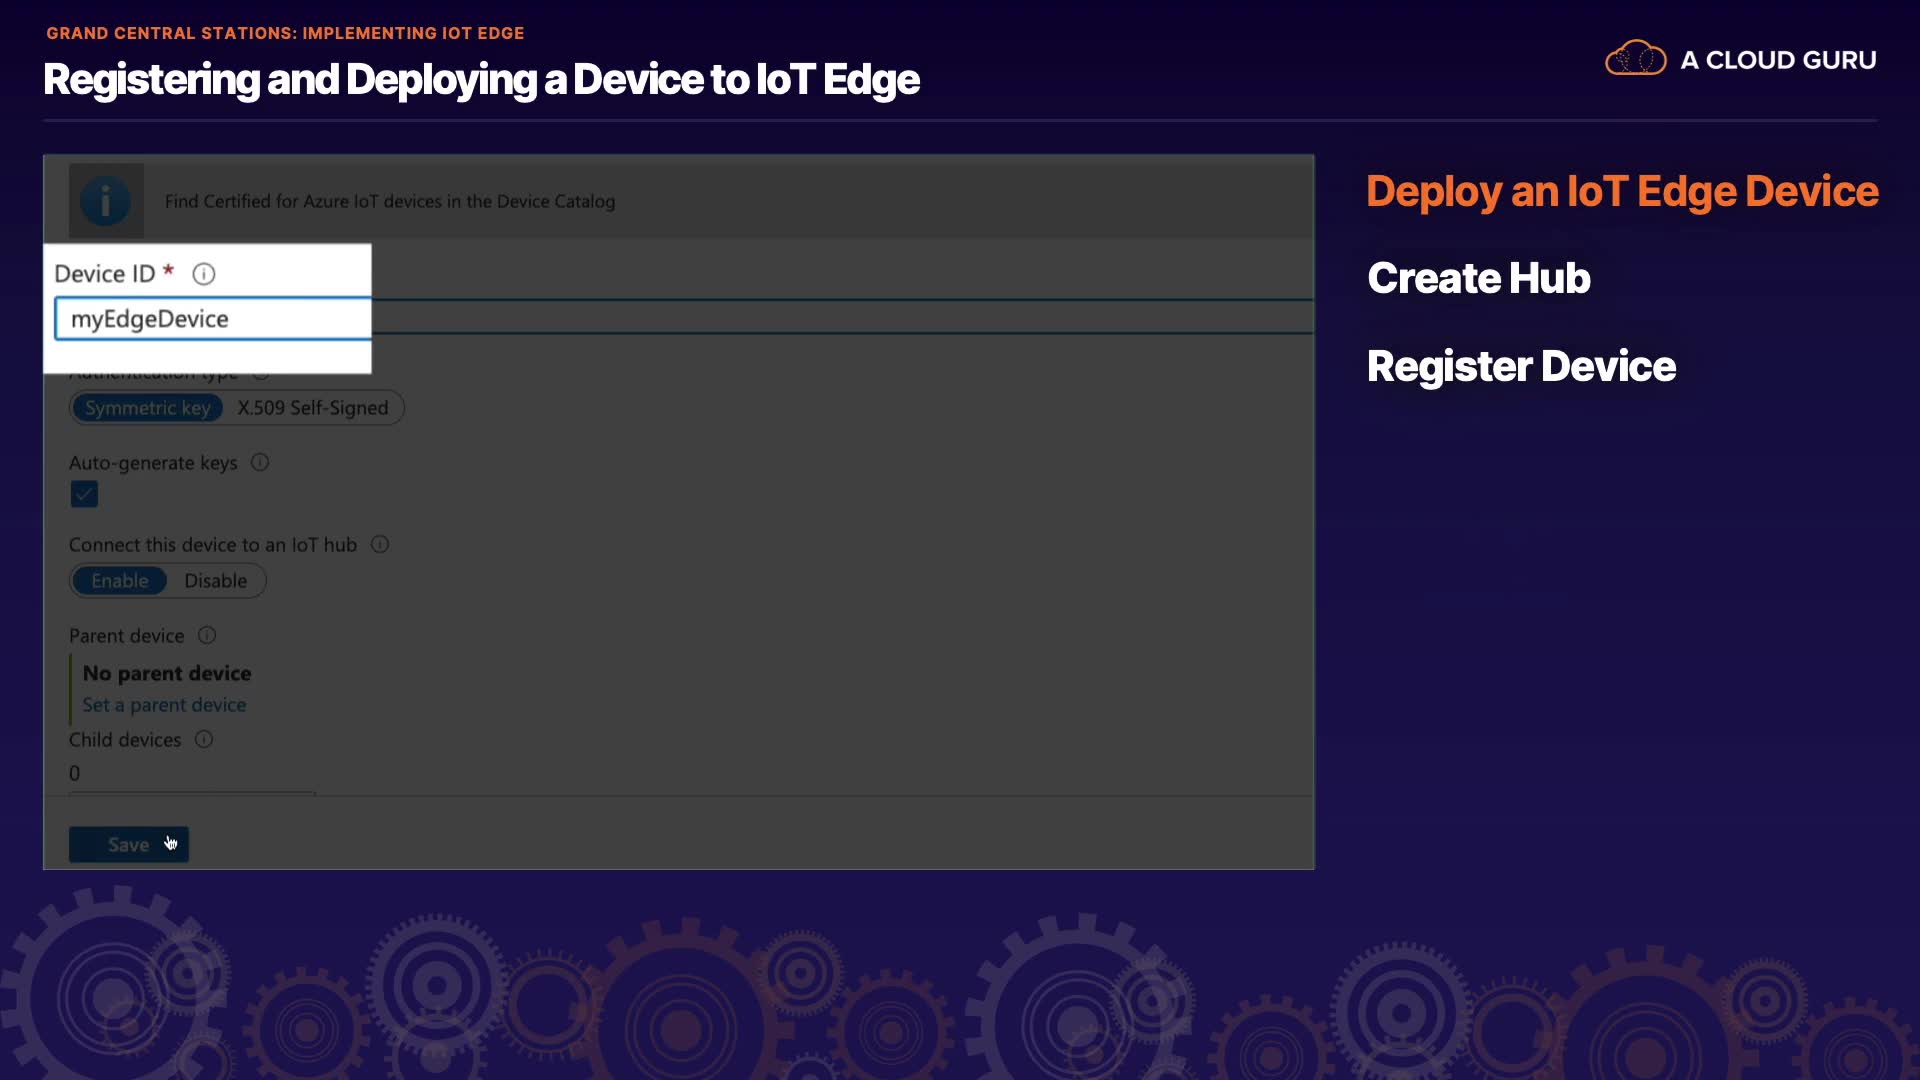 GRAND CENTRAL STATIONS: IMPLEMENTING IOT EDGE
Registering and Deploying a Device to IoT Edge
A CLOUD GURU
Find Certified for Azure IoT devices in the Device Catalog
Device ID *
myEdgeDevice
Authentication type
Symmetric key X.509 Self-Signed
Auto-generate keys
Connect this device to an IoT hub
Enable Disable
Parent device
No parent device
Set a parent device
Child devices
0
Save
Deploy an IoT Edge Device
Create Hub
Register Device